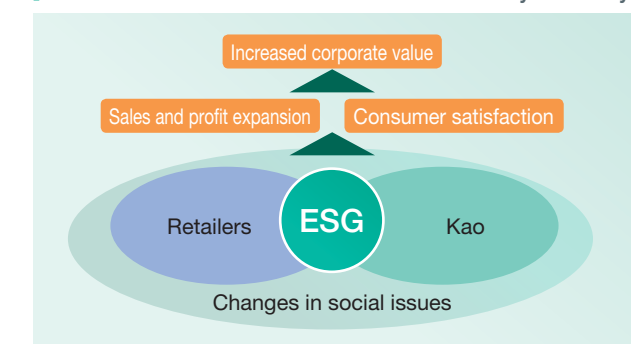 Increased corporate value
Sales and profit expansion
Consumer satisfaction
Retailers
ESG
Kao
Changes in social issues